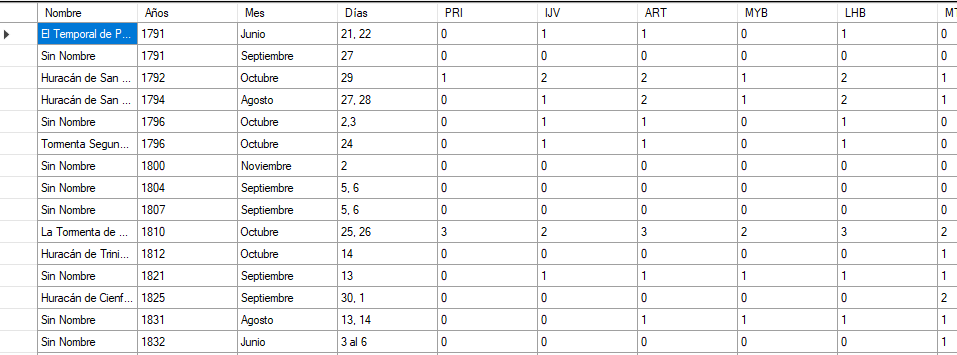 Nombre Años Mes Días PRI IJV ART MYB LHB MT
El Temporal de P... 1791 Junio 21, 22 0 1 1 0 1 0
Sin Nombre 1791 Septiembre 27 0 0 0 0 0 0
Huracán de San ... 1792 Octubre 29 1 2 2 1 2 1
Huracán de San ... 1794 Agosto 27, 28 0 1 2 1 2 1
Sin Nombre 1796 Octubre 2,3 0 1 1 0 1 0
Tormenta Segun... 1796 Octubre 24 0 1 1 0 1 0
Sin Nombre 1800 Noviembre 2 0 0 0 0 0 0
Sin Nombre 1804 Septiembre 5, 6 0 0 0 0 0 0
Sin Nombre 1807 Septiembre 5, 6 0 0 0 0 0 0
La Tormenta de ... 1810 Octubre 25, 26 3 2 3 2 3 2
Huracán de Trini... 1812 Octubre 14 0 0 0 0 0 1
Sin Nombre 1821 Septiembre 13 0 1 1 1 1 1
Huracán de Cienf... 1825 Septiembre 30, 1 0 0 0 0 0 2
Sin Nombre 1831 Agosto 13, 14 0 0 1 1 1 1
Sin Nombre 1832 Junio 3 al 6 0 0 0 0 0 1